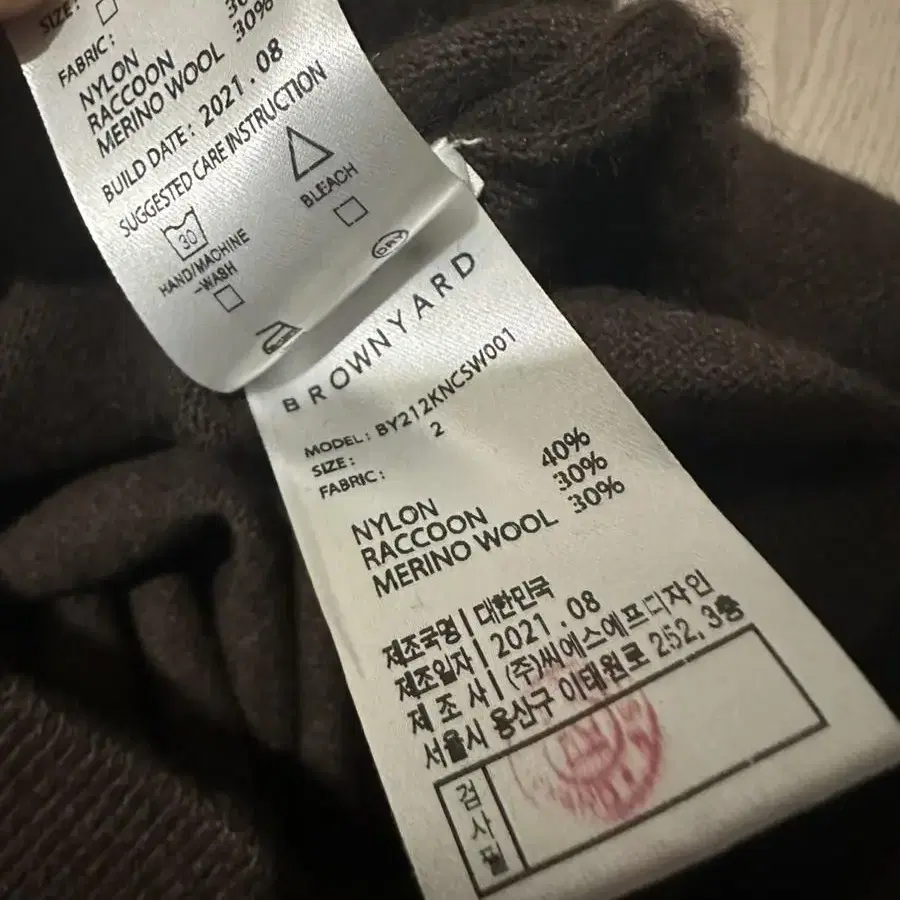 SIZE:
FABRIC:
NYLON
RACCOON 30%
MERINO WOOL 30%
BUILD DATE: 2021.08
SUGGESTED CARE INSTRUCTION
30
HAND/MACHINE
-WASH
BLEACH
DRY
BROWNYARD
MODEL: BY212KNCSW001
SIZE: 2
FABRIC:
NYLON 40%
RACCOON 30%
MERINO WOOL 30%
제조국명 | 대한민국
제조일자 | 2021.08
제 조 사 | (주)씨에스에프디자인
서울시 용산구 이태원로 252, 3층
검사필